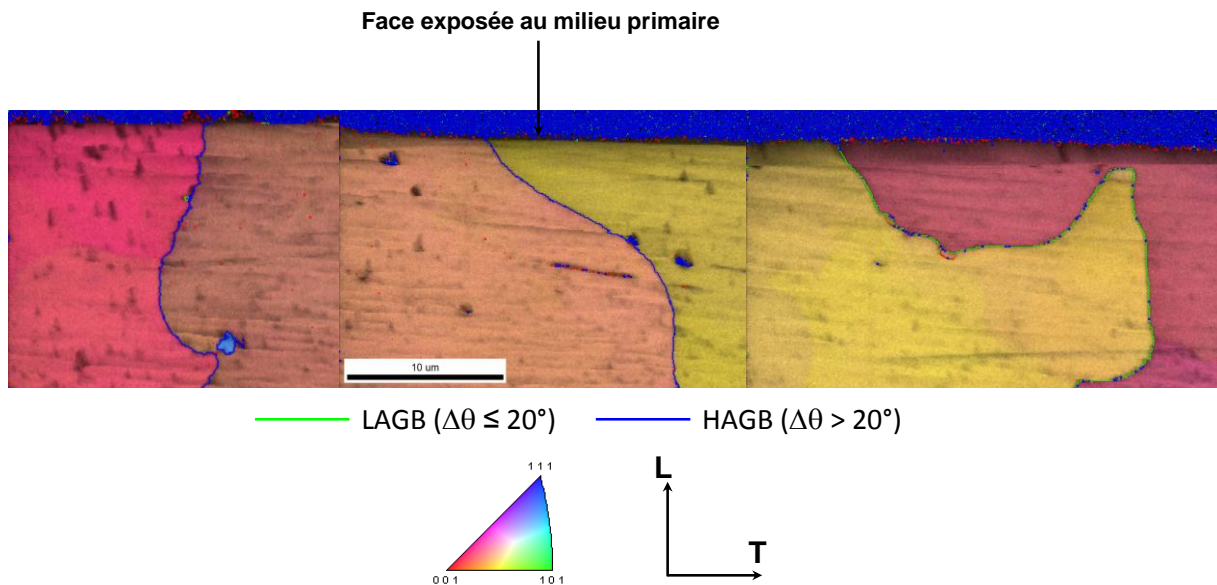 Face exposée au milieu primaire
10 um
LAGB (Δθ ≤ 20°) HAGB (Δθ > 20°)
1 1 1
0 0 1 1 0 1
L
T